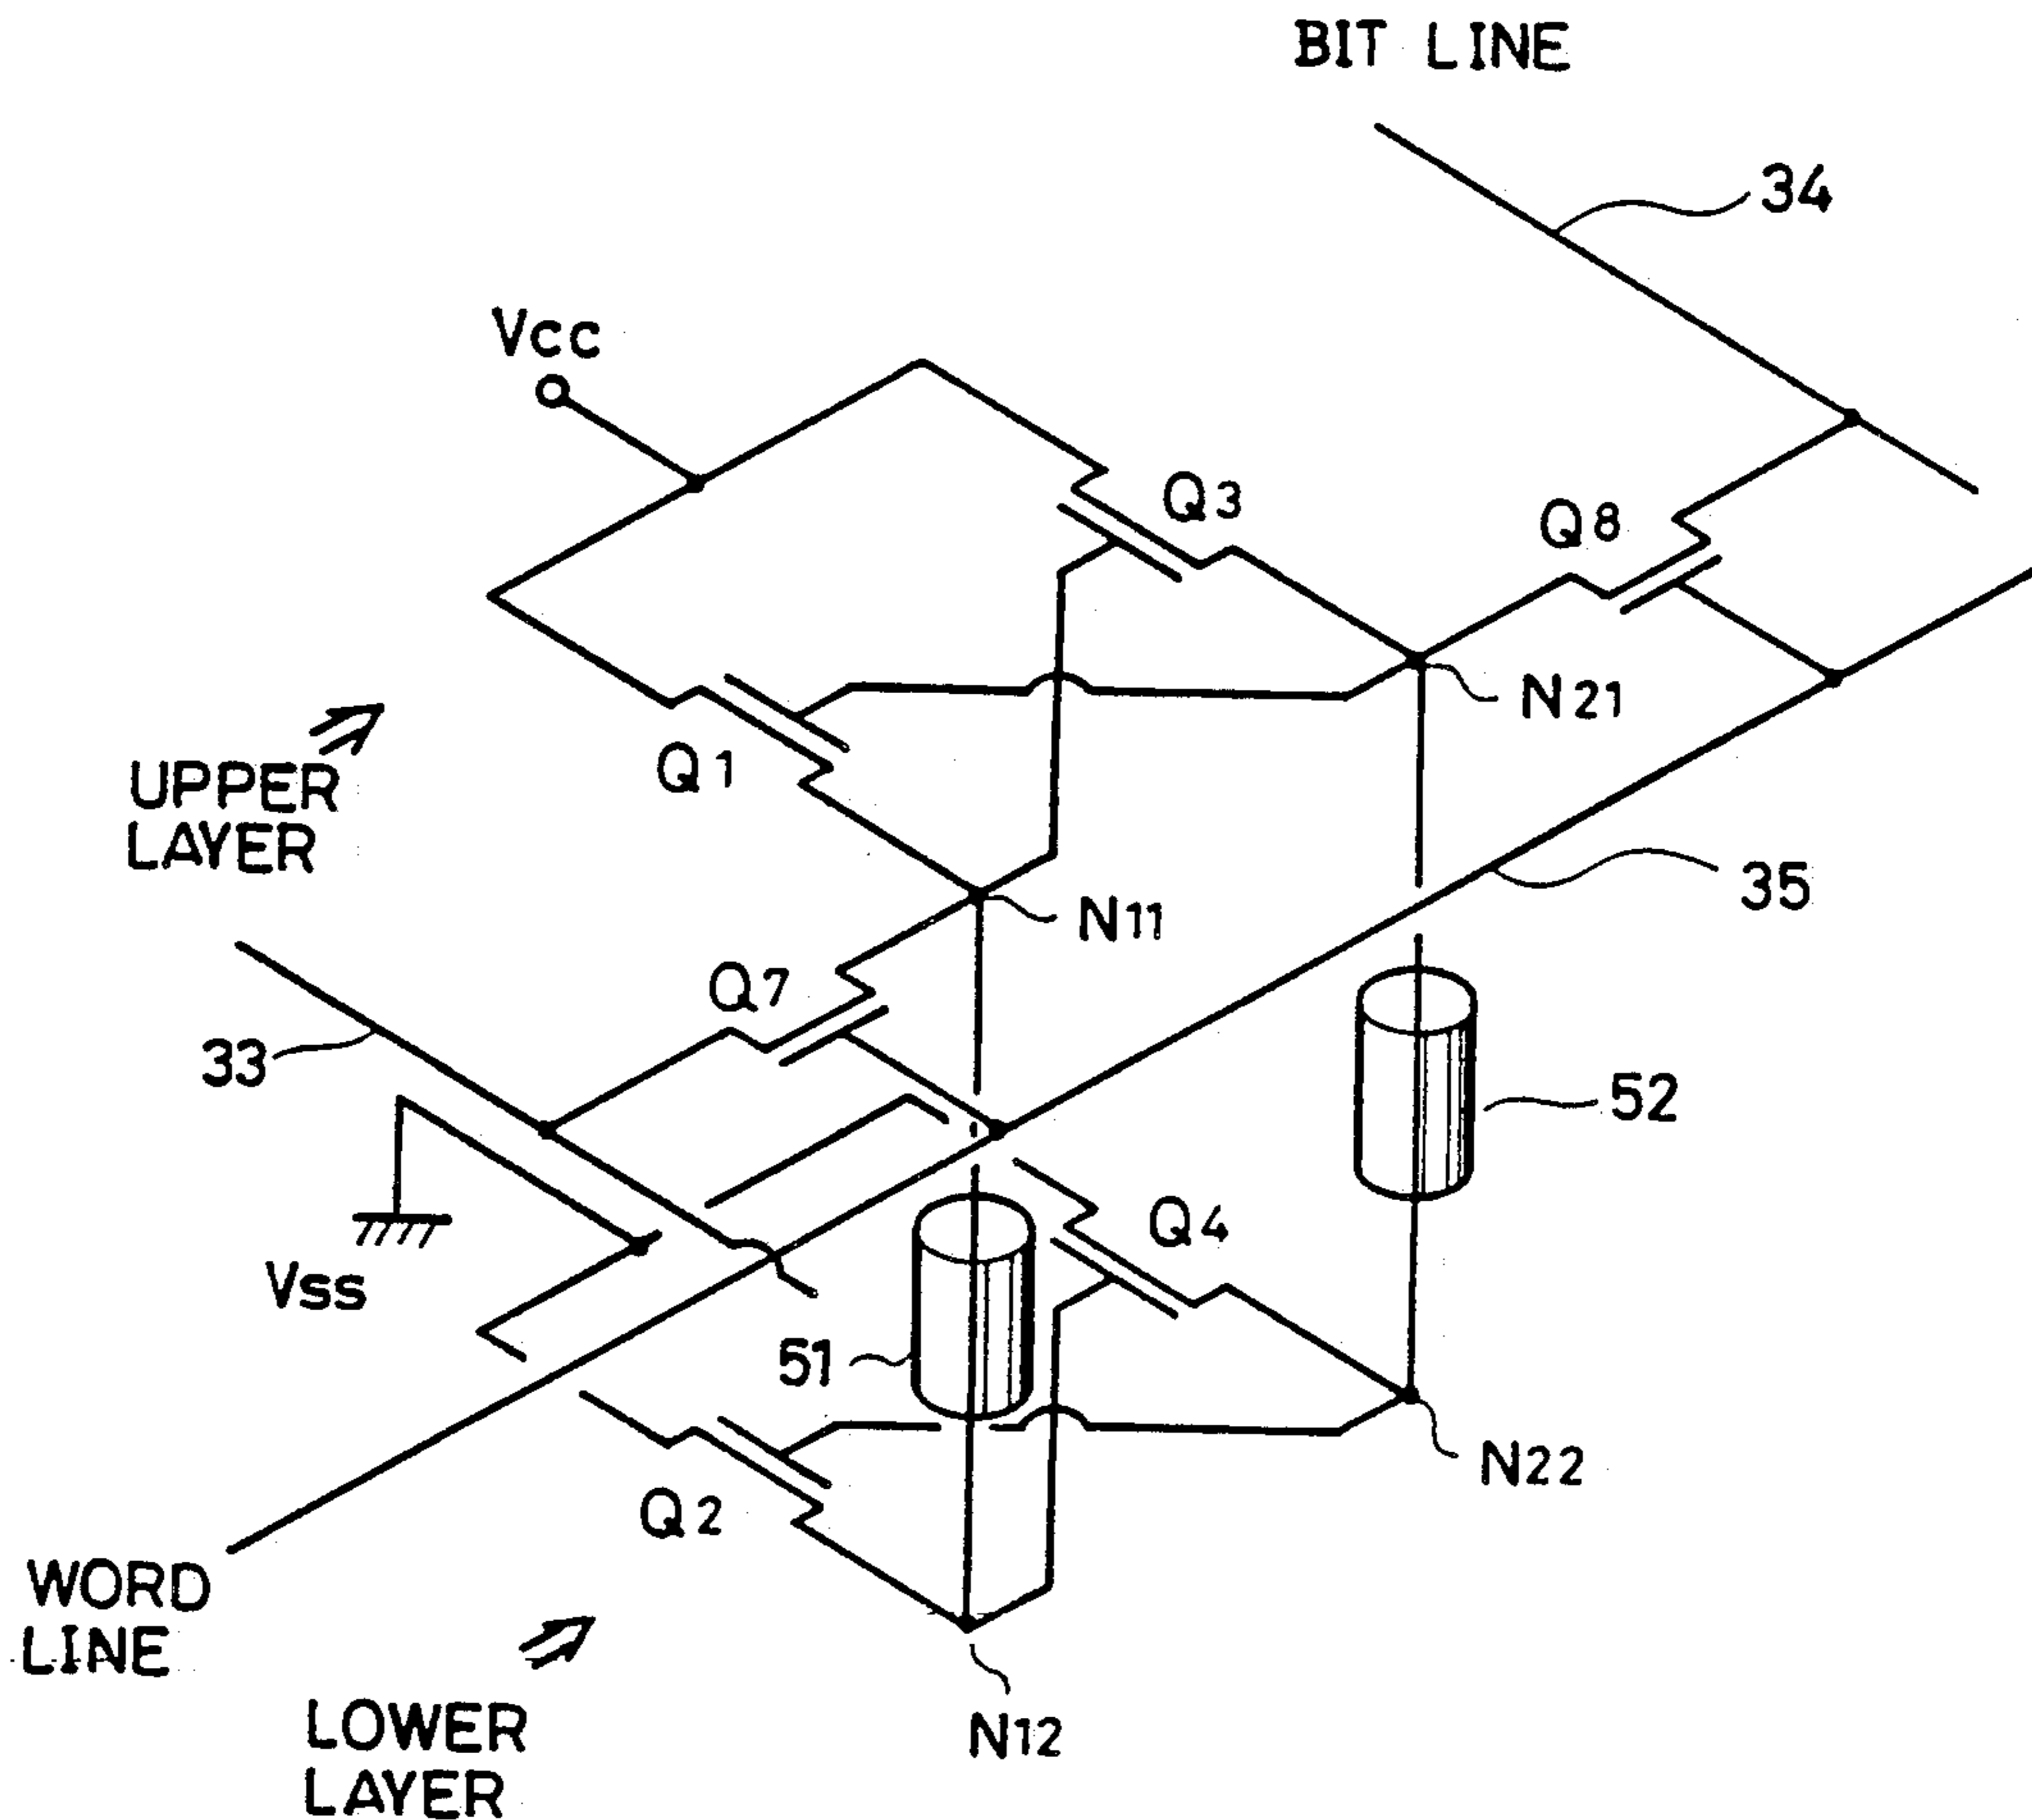 BIT LINE
34
Vcc
Q3
Q8
N21
Q1
UPPER
LAYER
35
N11
Q7
33
52
Q4
Vss
51
N22
Q2
WORD
LINE
N12
LOWER
LAYER